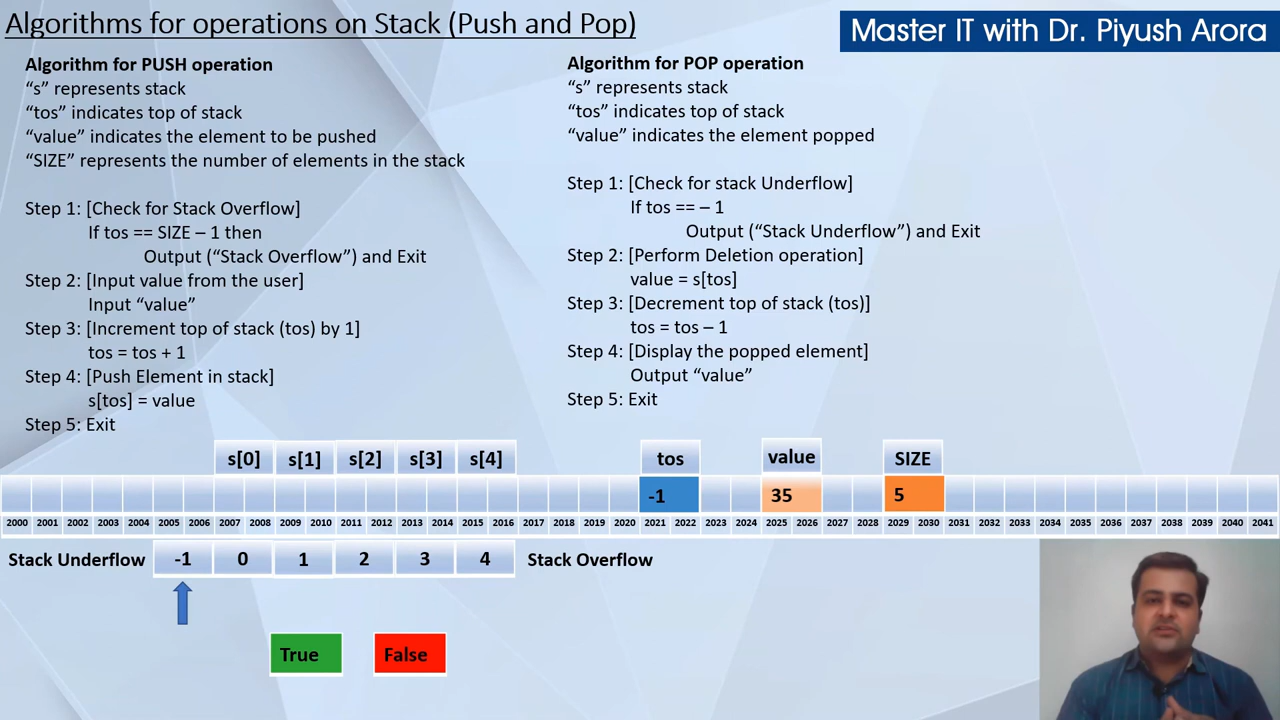 Algorithms for operations on Stack (Push and Pop)
Master IT with Dr. Piyush Arora
Algorithm for PUSH operation
“s” represents stack
“tos” indicates top of stack
“value” indicates the element to be pushed
“SIZE” represents the number of elements in the stack
Step 1: [Check for Stack Overflow]
If tos == SIZE – 1 then
Output (“Stack Overflow”) and Exit
Step 2: [Input value from the user]
Input “value”
Step 3: [Increment top of stack (tos) by 1]
tos = tos + 1
Step 4: [Push Element in stack]
s[tos] = value
Step 5: Exit
Algorithm for POP operation
“s” represents stack
“tos” indicates top of stack
“value” indicates the element popped
Step 1: [Check for stack Underflow]
If tos == – 1
Output (“Stack Underflow”) and Exit
Step 2: [Perform Deletion operation]
value = s[tos]
Step 3: [Decrement top of stack (tos)]
tos = tos – 1
Step 4: [Display the popped element]
Output “value”
Step 5: Exit
s[0] s[1] s[2] s[3] s[4] tos value SIZE
-1 35 5
2000 2001 2002 2003 2004 2005 2006 2007 2008 2009 2010 2011 2012 2013 2014 2015 2016 2017 2018 2019 2020 2021 2022 2023 2024 2025 2026 2027 2028 2029 2030 2031 2032 2033 2034 2035 2036 2037 2038 2039 2040 2041
Stack Underflow -1 0 1 2 3 4 Stack Overflow
True False